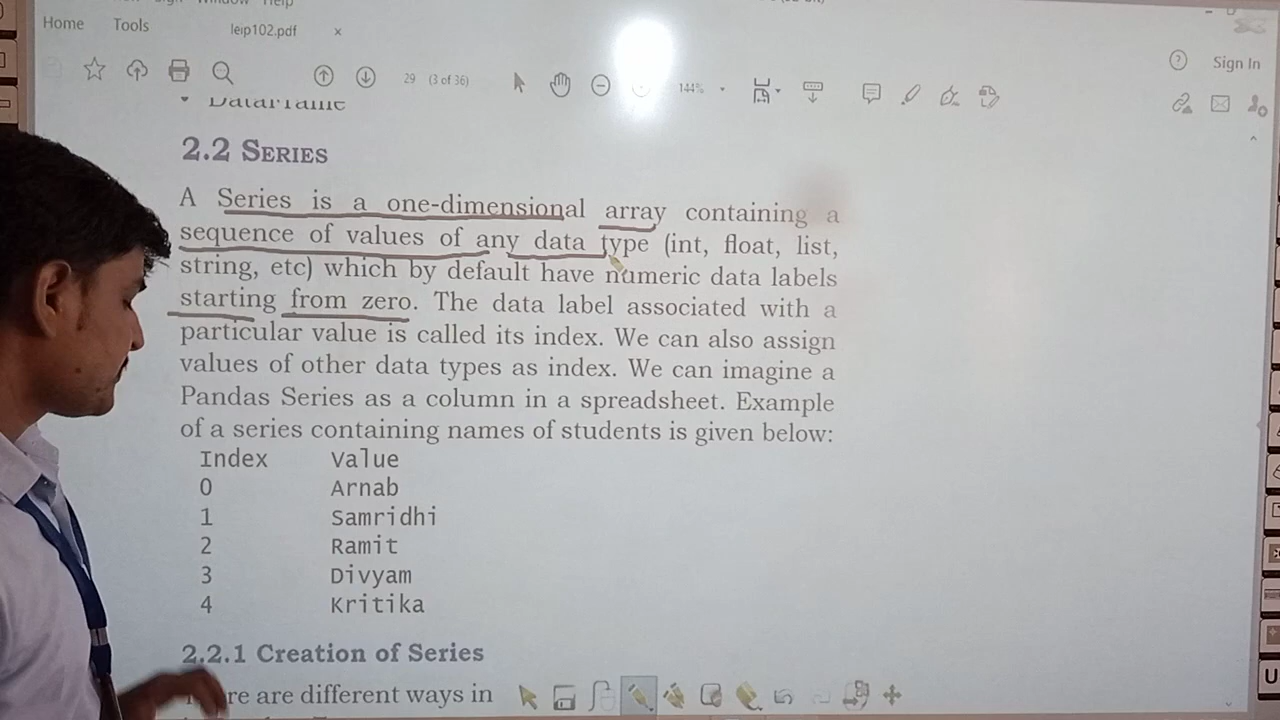 Window Help
Home Tools leip102.pdf ×
29 (3 of 36) 144% Sign In
DataFrame
2.2 SERIES
A Series is a one-dimensional array containing a
sequence of values of any data type (int, float, list,
string, etc) which by default have numeric data labels
starting from zero. The data label associated with a
particular value is called its index. We can also assign
values of other data types as index. We can imagine a
Pandas Series as a column in a spreadsheet. Example
of a series containing names of students is given below:
Index Value
0 Arnab
1 Samridhi
2 Ramit
3 Divyam
4 Kritika
2.2.1 Creation of Series
are different ways in
U